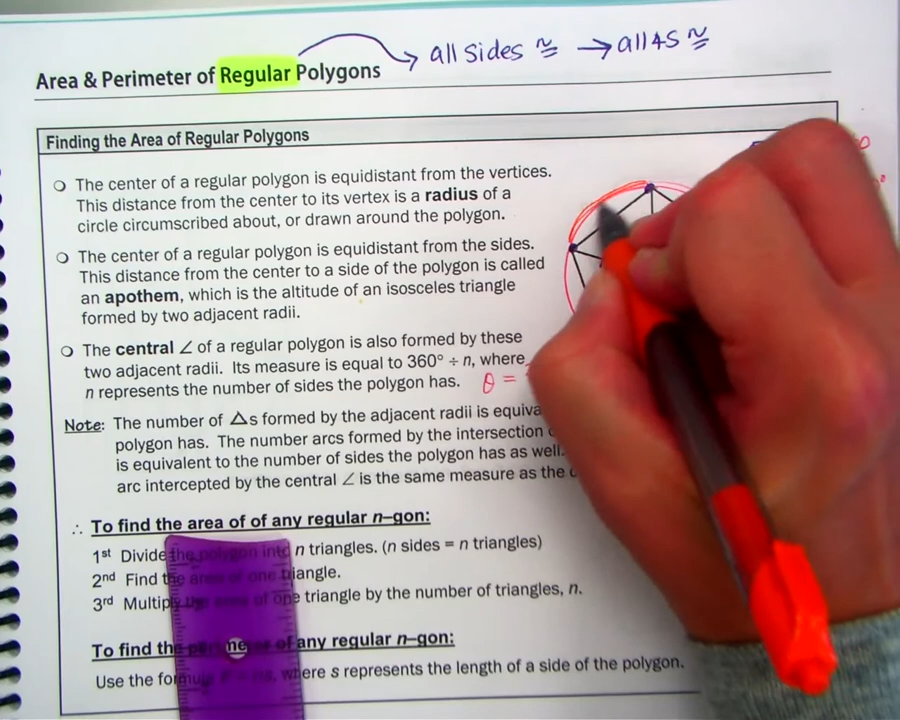 all sides ≅ → all ∡s ≅
Area & Perimeter of Regular Polygons
Finding the Area of Regular Polygons
The center of a regular polygon is equidistant from the vertices.
This distance from the center to its vertex is a radius of a
circle circumscribed about, or drawn around the polygon.
The center of a regular polygon is equidistant from the sides.
This distance from the center to a side of the polygon is called
an apothem, which is the altitude of an isosceles triangle
formed by two adjacent radii.
The central ∠ of a regular polygon is also formed by these
two adjacent radii. Its measure is equal to 360° ÷ n, where
n represents the number of sides the polygon has. θ =
Note: The number of △s formed by the adjacent radii is
polygon has. The number arcs formed by the intersection
is equivalent to the number of sides the polygon has as well.
arc intercepted by the central ∠ is the same measure as the
∴ To find the area of of any regular n–gon:
1st Divide the polygon into n triangles. (n sides = n triangles)
2nd Find the area of one triangle.
3rd Multiply the area of one triangle by the number of triangles, n.
To find the perimeter of any regular n–gon:
Use the formula where s represents the length of a side of the polygon.